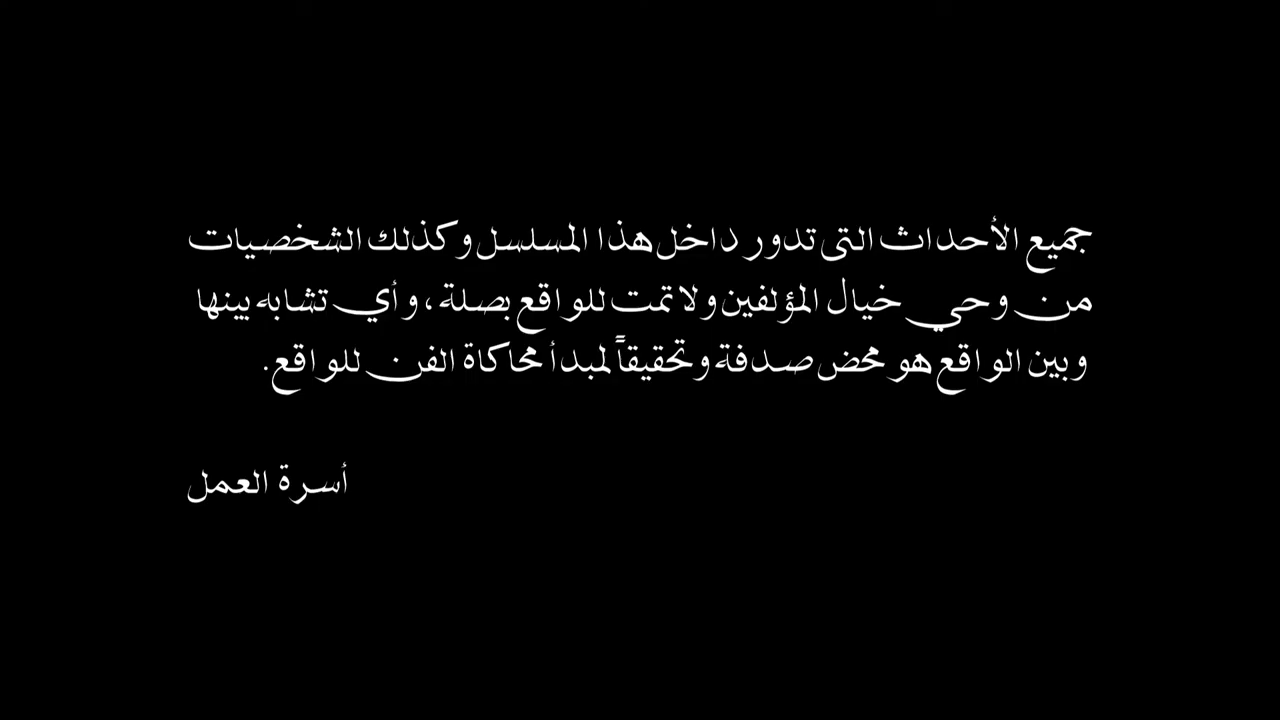 جميع الأحداث التى تدور داخل هذا المسلسل وكذلك الشخصيات
من وحي خيال المؤلفين ولا تمت للواقع بصلة، وأي تشابه بينها
وبين الواقع هو محض صدفة وتحقيقاً لمبدأ محاكاة الفن للواقع.
أسرة العمل